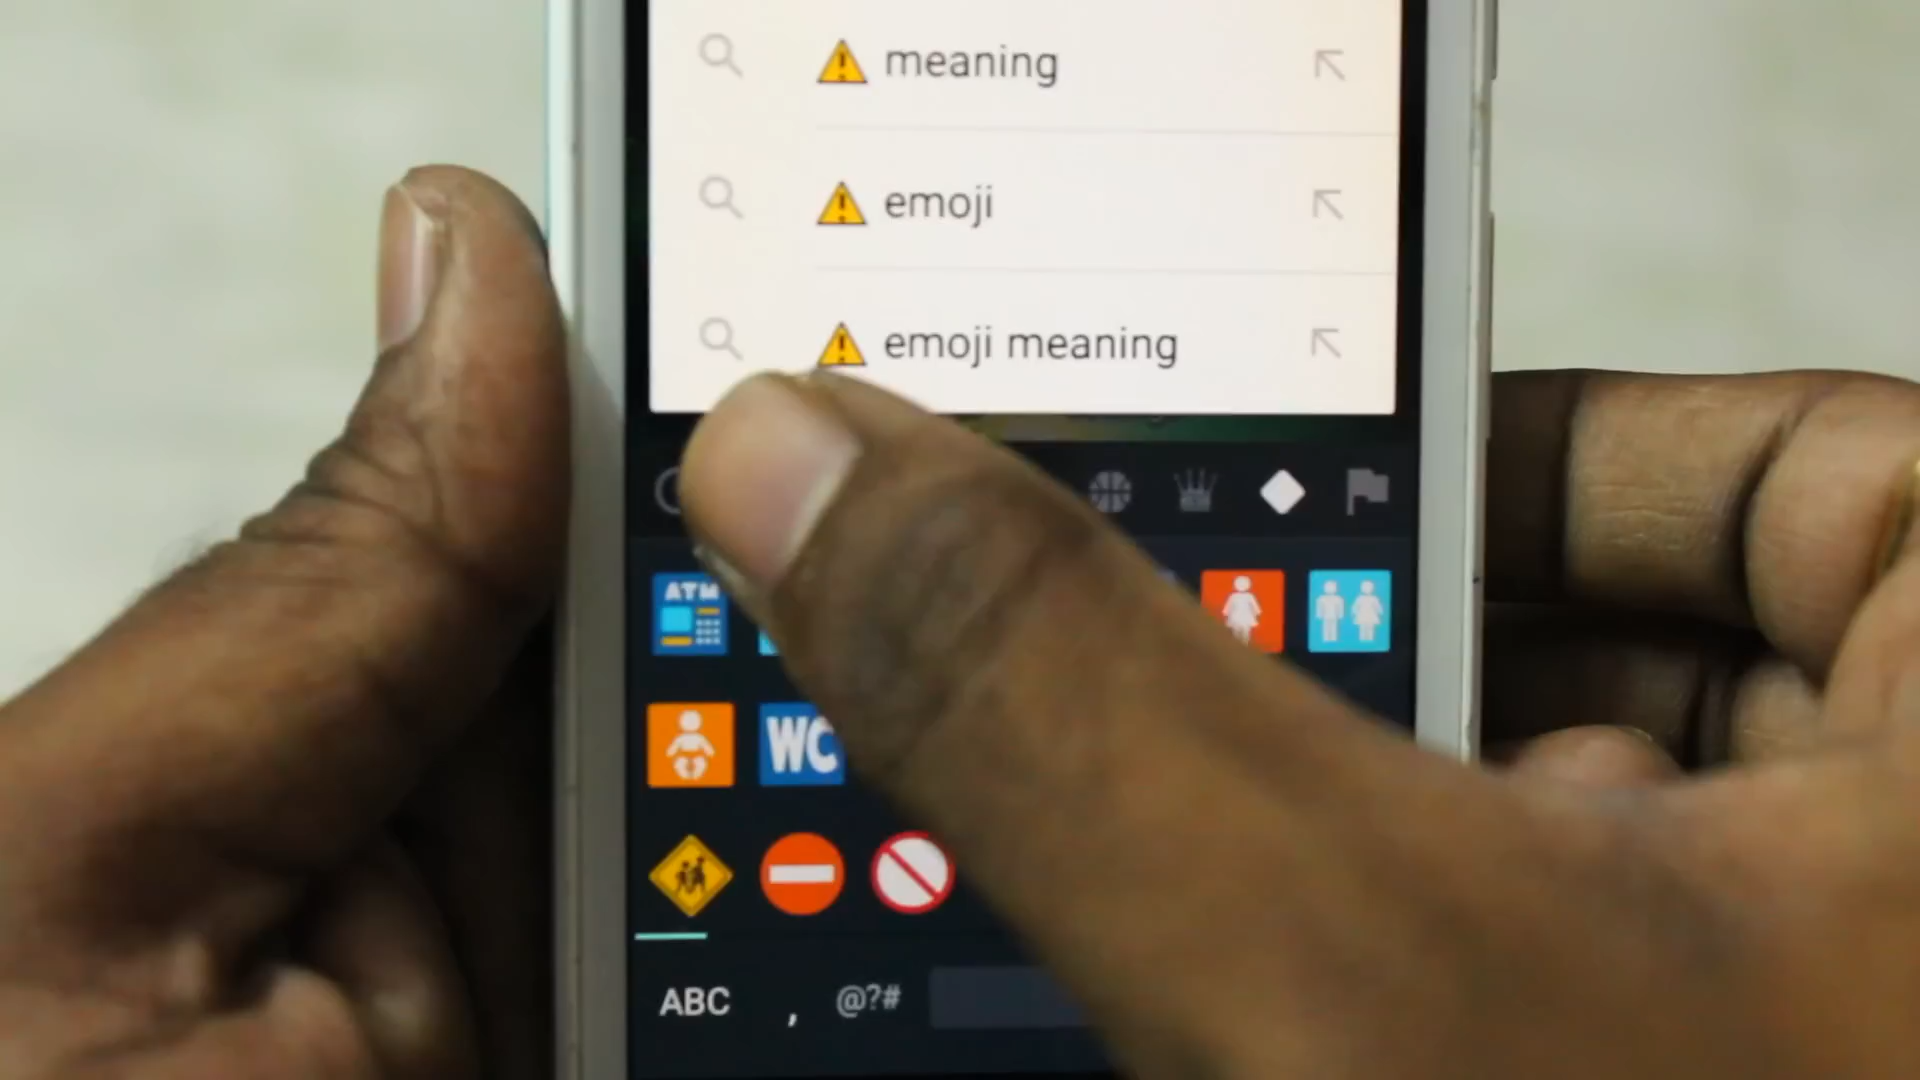 ⚠ meaning
⚠ emoji
⚠ emoji meaning
ATM
WC
ABC , @?#